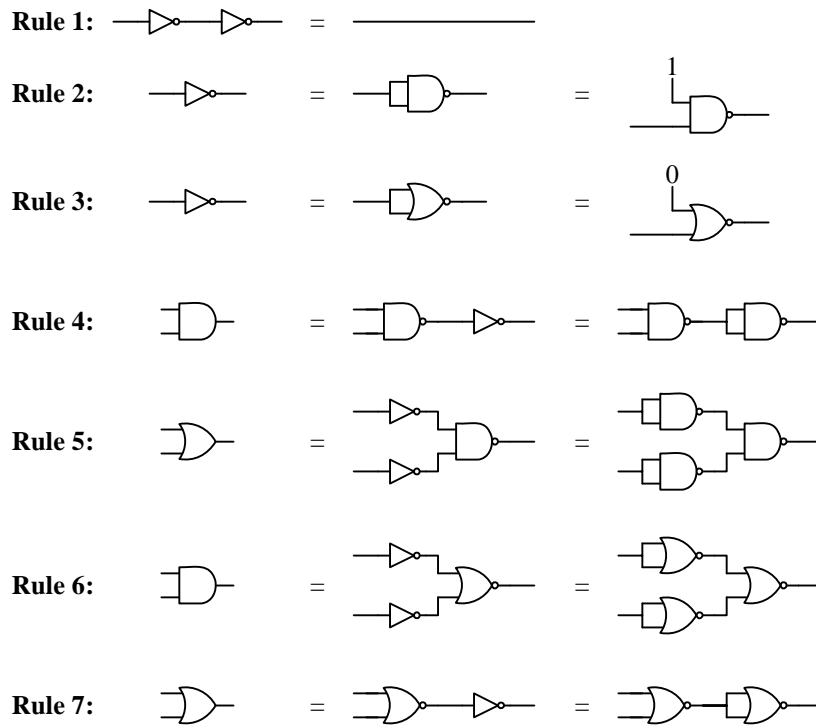 Rule 1: =
1
Rule 2: = =
0
Rule 3: = =
Rule 4: = =
Rule 5: = =
Rule 6: = =
Rule 7: = =